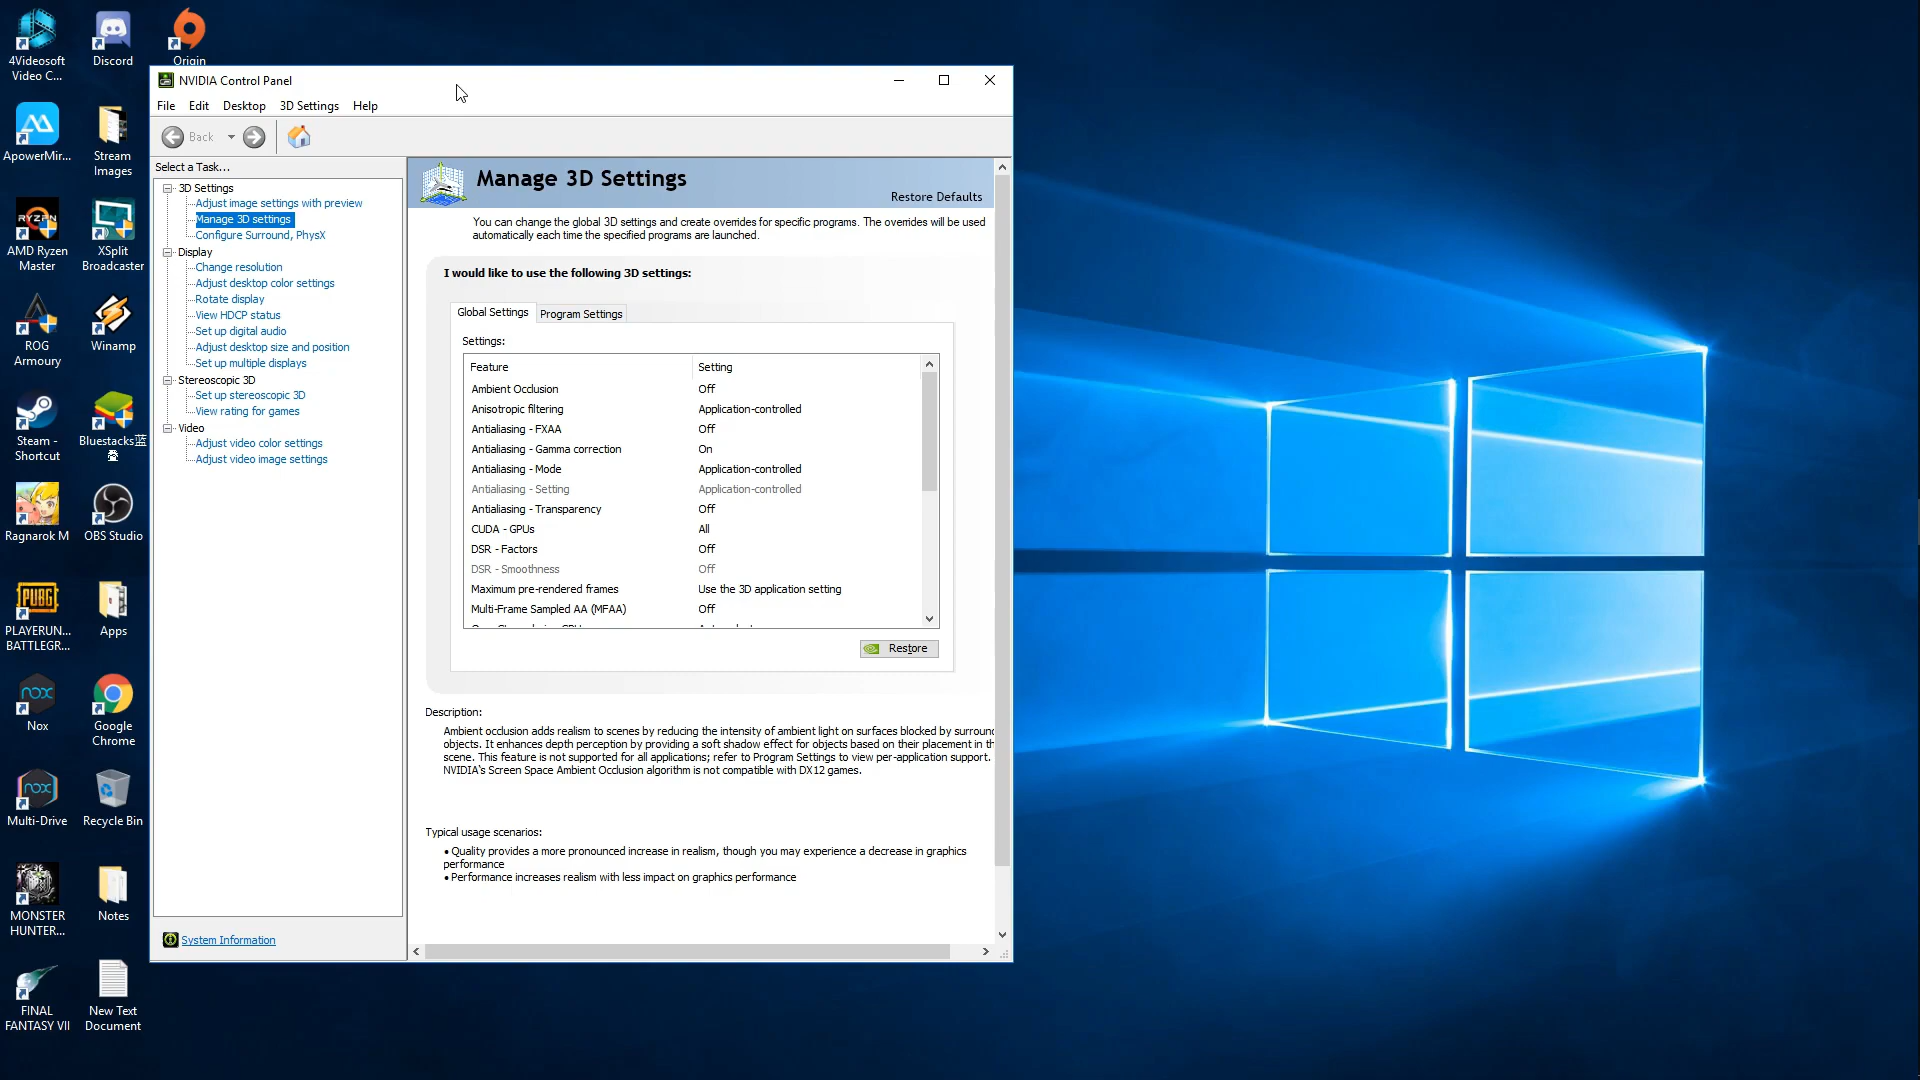 4Videosoft
Video C...
Discord
Origin
ApowerMir...
Stream
Images
AMD Ryzen
Master
XSplit
Broadcaster
ROG
Armoury
Winamp
Steam -
Shortcut
Bluestacks蓝
Ragnarok M
OBS Studio
PUBG
PLAYERUN...
BATTLEGR...
Apps
nox
Nox
Google
Chrome
nox
Multi-Drive
Recycle Bin
MONSTER
HUNTER...
Notes
FINAL
FANTASY VII
New Text
Document
RYZEN
NVIDIA Control Panel
File Edit Desktop 3D Settings Help
Back
Select a Task...
3D Settings
Adjust image settings with preview
Manage 3D settings
Configure Surround, PhysX
Display
Change resolution
Adjust desktop color settings
Rotate display
View HDCP status
Set up digital audio
Adjust desktop size and position
Set up multiple displays
Stereoscopic 3D
Set up stereoscopic 3D
View rating for games
Video
Adjust video color settings
Adjust video image settings
System Information
Manage 3D Settings
Restore Defaults
You can change the global 3D settings and create overrides for specific programs. The overrides will be used
automatically each time the specified programs are launched.
I would like to use the following 3D settings:
Global Settings Program Settings
Settings:
Feature Setting
Ambient Occlusion Off
Anisotropic filtering Application-controlled
Antialiasing - FXAA Off
Antialiasing - Gamma correction On
Antialiasing - Mode Application-controlled
Antialiasing - Setting Application-controlled
Antialiasing - Transparency Off
CUDA - GPUs All
DSR - Factors Off
DSR - Smoothness Off
Maximum pre-rendered frames Use the 3D application setting
Multi-Frame Sampled AA (MFAA) Off
Restore
Description:
Ambient occlusion adds realism to scenes by reducing the intensity of ambient light on surfaces blocked by surroun
objects. It enhances depth perception by providing a soft shadow effect for objects based on their placement in th
scene. This feature is not supported for all applications; refer to Program Settings to view per-application support.
NVIDIA's Screen Space Ambient Occlusion algorithm is not compatible with DX12 games.
Typical usage scenarios:
• Quality provides a more pronounced increase in realism, though you may experience a decrease in graphics
performance
• Performance increases realism with less impact on graphics performance